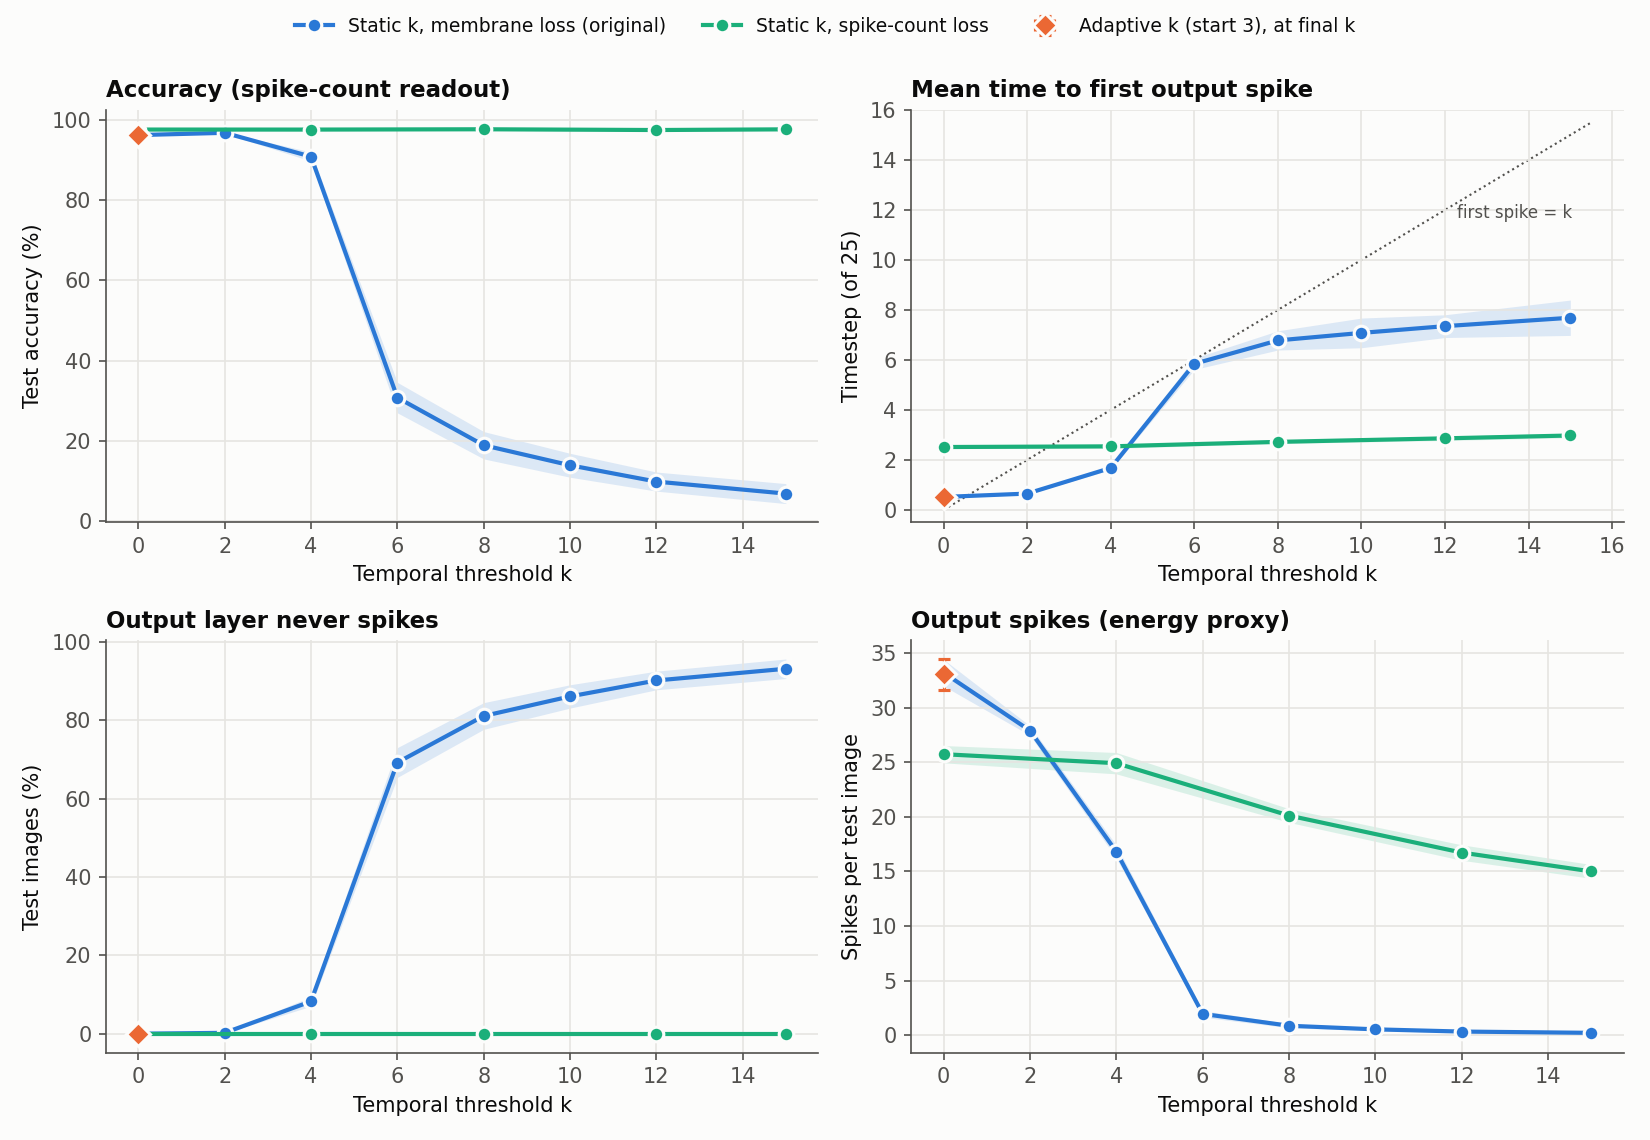 Static k, membrane loss (original)
Static k, spike-count loss
Adaptive k (start 3), at final k
Accuracy (spike-count readout)
100
80
60
40
20
0
Test accuracy (%)
0 2 4 6 8 10 12 14
Temporal threshold k
Mean time to first output spike
16
14
12
10
8
6
4
2
0
Timestep (of 25)
first spike = k
0 2 4 6 8 10 12 14 16
Temporal threshold k
Output layer never spikes
100
80
60
40
20
0
Test images (%)
0 2 4 6 8 10 12 14
Temporal threshold k
Output spikes (energy proxy)
35
30
25
20
15
10
5
0
Spikes per test image
0 2 4 6 8 10 12 14
Temporal threshold k